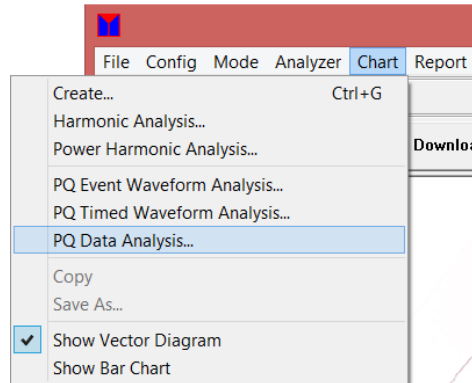 File Config Mode Analyzer Chart Report
Create... Ctrl+G
Harmonic Analysis...
Power Harmonic Analysis...
PQ Event Waveform Analysis...
PQ Timed Waveform Analysis...
PQ Data Analysis...
Copy
Save As...
Show Vector Diagram
Show Bar Chart